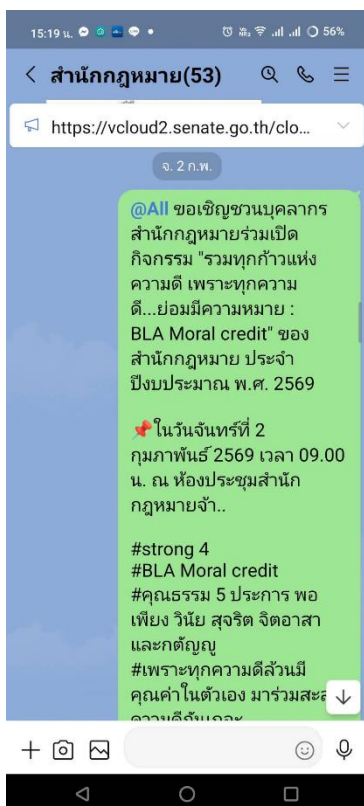 15:19 น.
56%
สำนักกฎหมาย(53)
https://vcloud2.senate.go.th/clo...
จ. 2 ก.พ.
@All ขอเชิญชวนบุคลากร
สำนักกฎหมายร่วมเปิด
กิจกรรม "รวมทุกก้าวแห่ง
ความดี เพราะทุกความ
ดี...ย่อมมีความหมาย :
BLA Moral credit" ของ
สำนักกฎหมาย ประจำ
ปีงบประมาณ พ.ศ. 2569
📌ในวันจันทร์ที่ 2
กุมภาพันธ์ 2569 เวลา 09.00
น. ณ ห้องประชุมสำนัก
กฎหมายจ้า..
#strong 4
#BLA Moral credit
#คุณธรรม 5 ประการ พอ
เพียง วินัย สุจริต จิตอาสา
และกตัญญู
#เพราะทุกความดีล้วนมี
คุณค่าในตัวเอง มาร่วมสะส
ความดีกันเถอะ